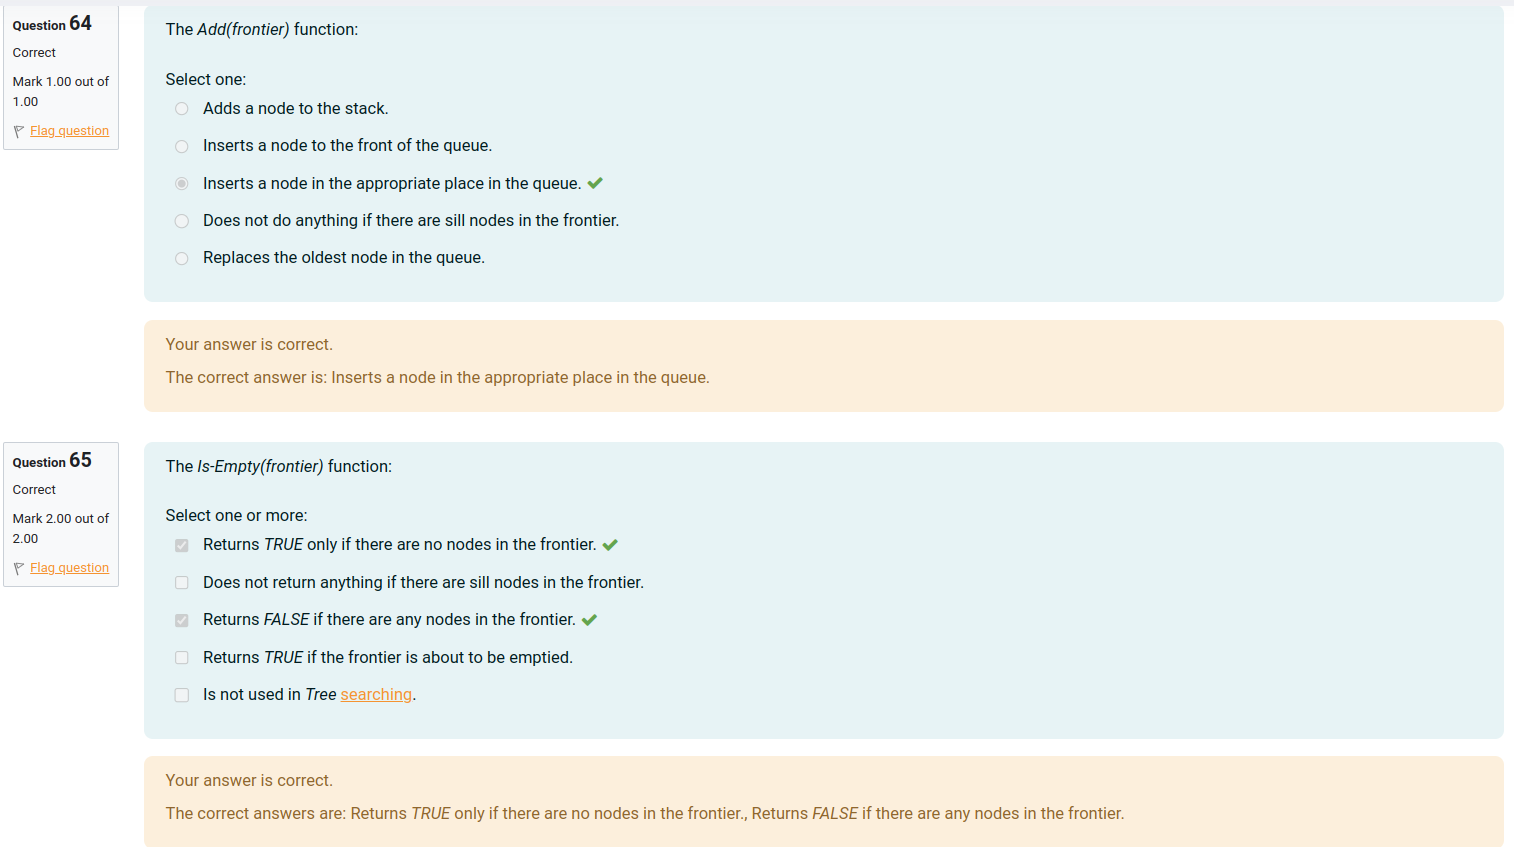 Question 64
Correct
Mark 1.00 out of
1.00
Flag question
The Add(frontier) function:
Select one:
Adds a node to the stack.
Inserts a node to the front of the queue.
Inserts a node in the appropriate place in the queue.
Does not do anything if there are sill nodes in the frontier.
Replaces the oldest node in the queue.
Your answer is correct.
The correct answer is: Inserts a node in the appropriate place in the queue.
Question 65
Correct
Mark 2.00 out of
2.00
Flag question
The Is-Empty(frontier) function:
Select one or more:
Returns TRUE only if there are no nodes in the frontier.
Does not return anything if there are sill nodes in the frontier.
Returns FALSE if there are any nodes in the frontier.
Returns TRUE if the frontier is about to be emptied.
Is not used in Tree searching.
Your answer is correct.
The correct answers are: Returns TRUE only if there are no nodes in the frontier., Returns FALSE if there are any nodes in the frontier.